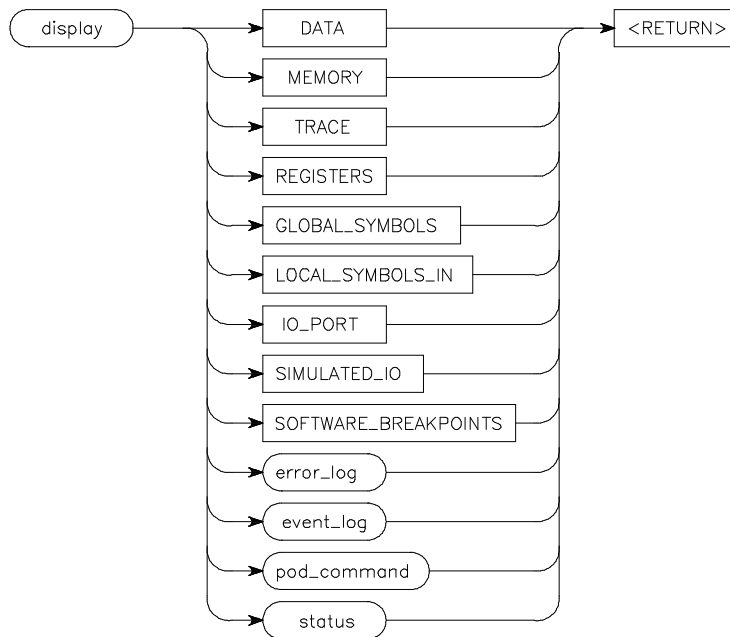 display
DATA
<RETURN>
MEMORY
TRACE
REGISTERS
GLOBAL_SYMBOLS
LOCAL_SYMBOLS_IN
IO_PORT
SIMULATED_IO
SOFTWARE_BREAKPOINTS
error_log
event_log
pod_command
status